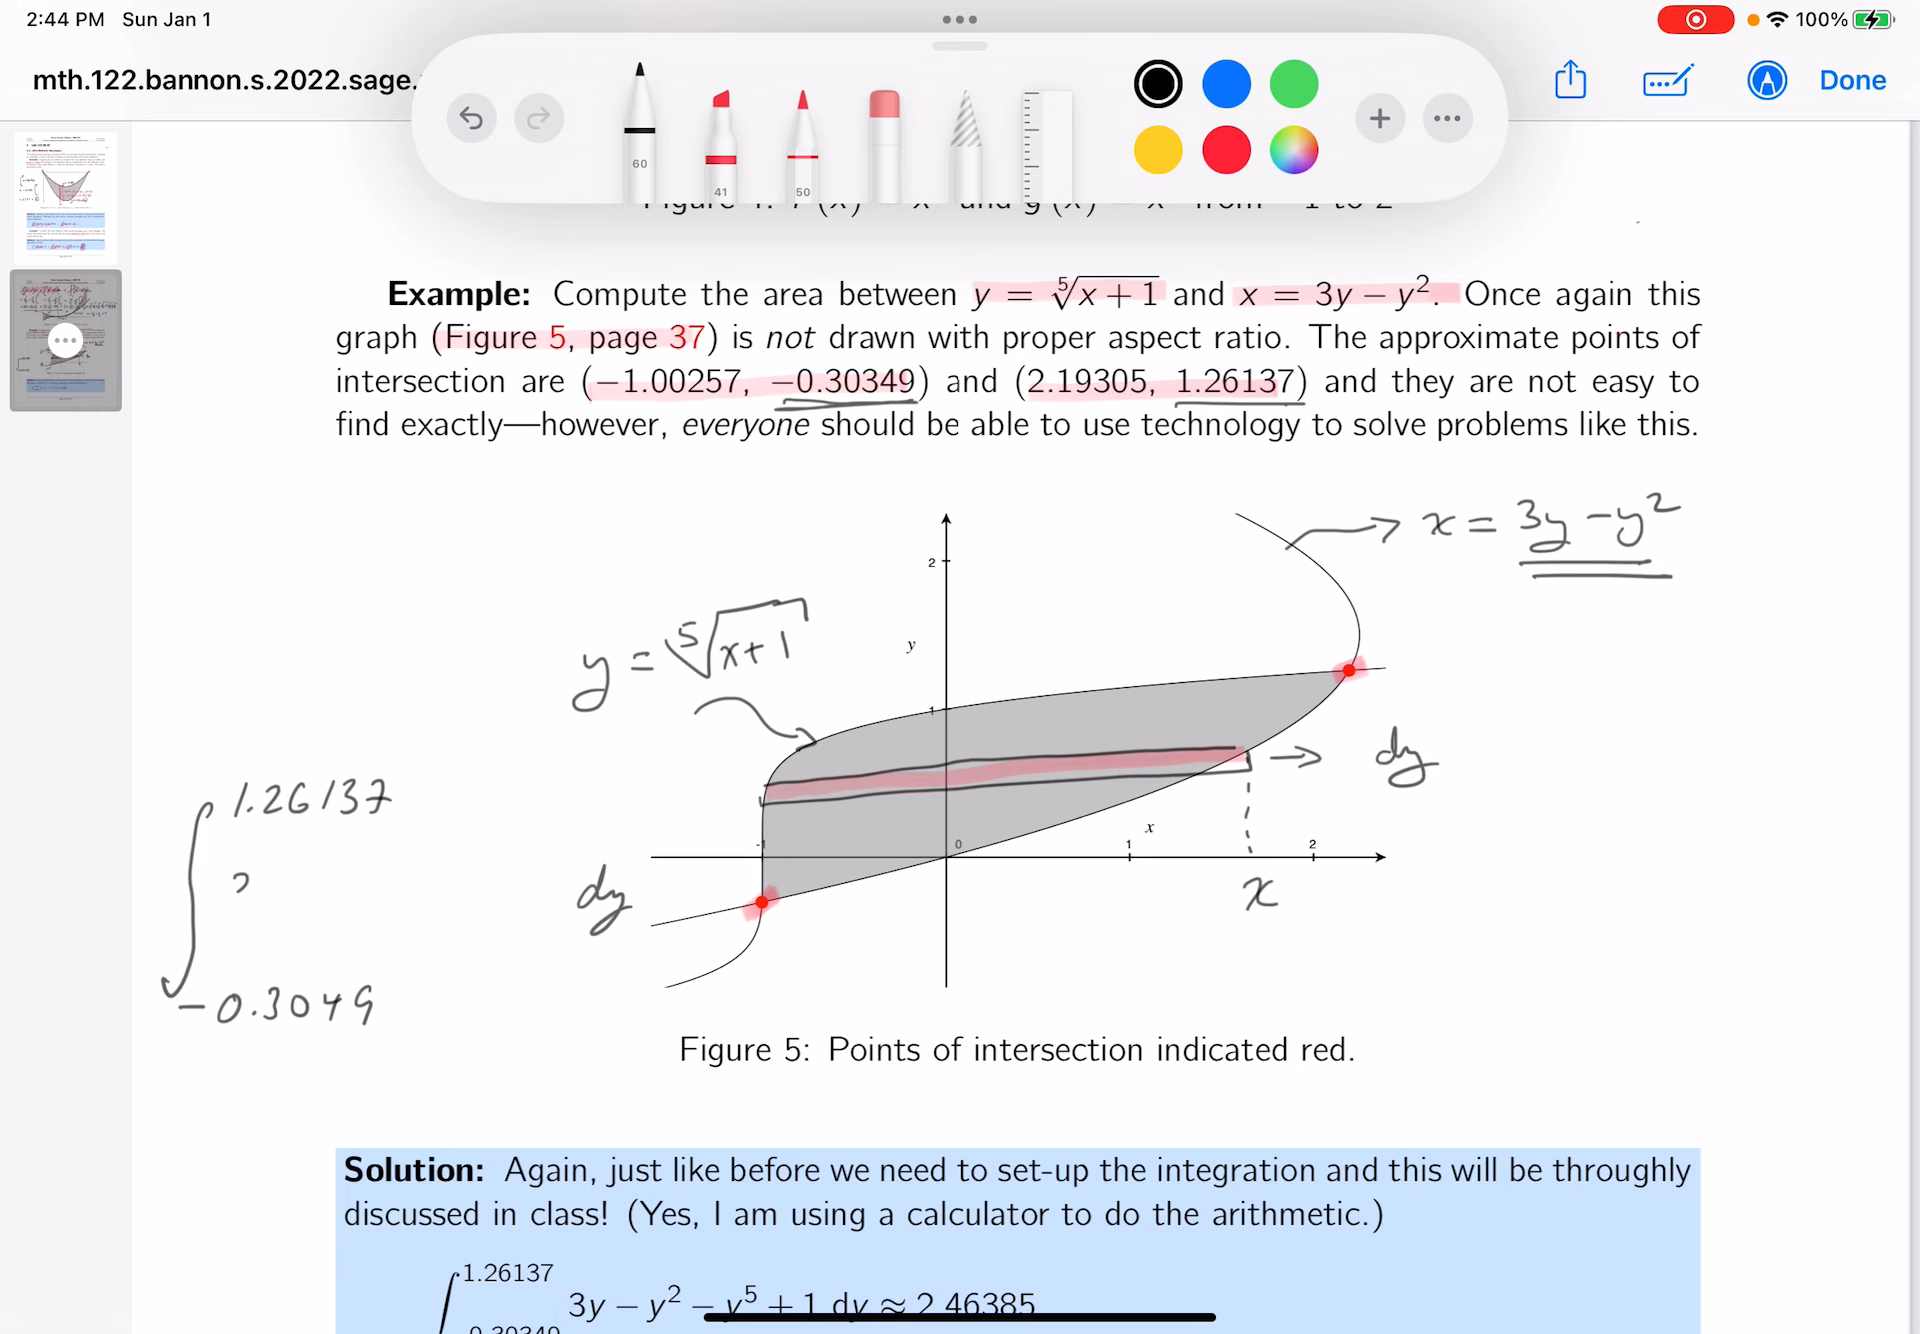 2:44 PM Sun Jan 1
100%
mth.122.bannon.s.2022.sage.
Done
60
41
50
Example: Compute the area between y = ⁵√x + 1 and x = 3y − y². Once again this
graph (Figure 5, page 37) is not drawn with proper aspect ratio. The approximate points of
intersection are (−1.00257, −0.30349) and (2.19305, 1.26137) and they are not easy to
find exactly—however, everyone should be able to use technology to solve problems like this.
x = 3y − y²
2
y = ⁵√x+1
y
1
dy
1.26137
x
-1
0
1
2
dy
x
−0.3049
Figure 5: Points of intersection indicated red.
Solution: Again, just like before we need to set-up the integration and this will be throughly
discussed in class! (Yes, I am using a calculator to do the arithmetic.)
∫ 1.26137
3y − y² − y⁵ + 1 dy ≈ 2.46385